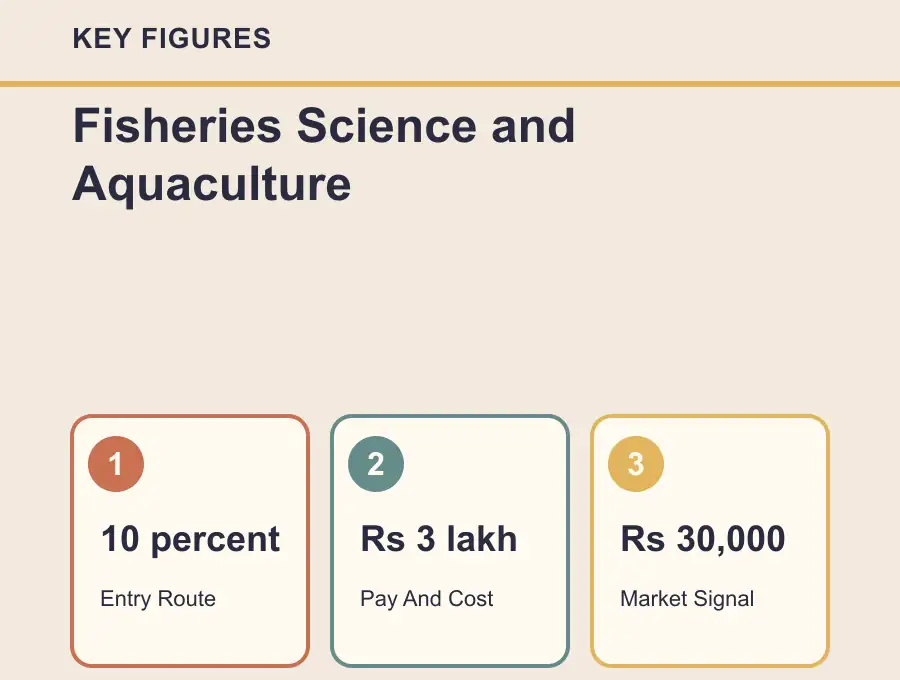 KEY FIGURES
Fisheries Science and
Aquaculture
1
2
3
10 percent
Rs 3 lakh
Rs 30,000
Entry Route
Pay And Cost
Market Signal